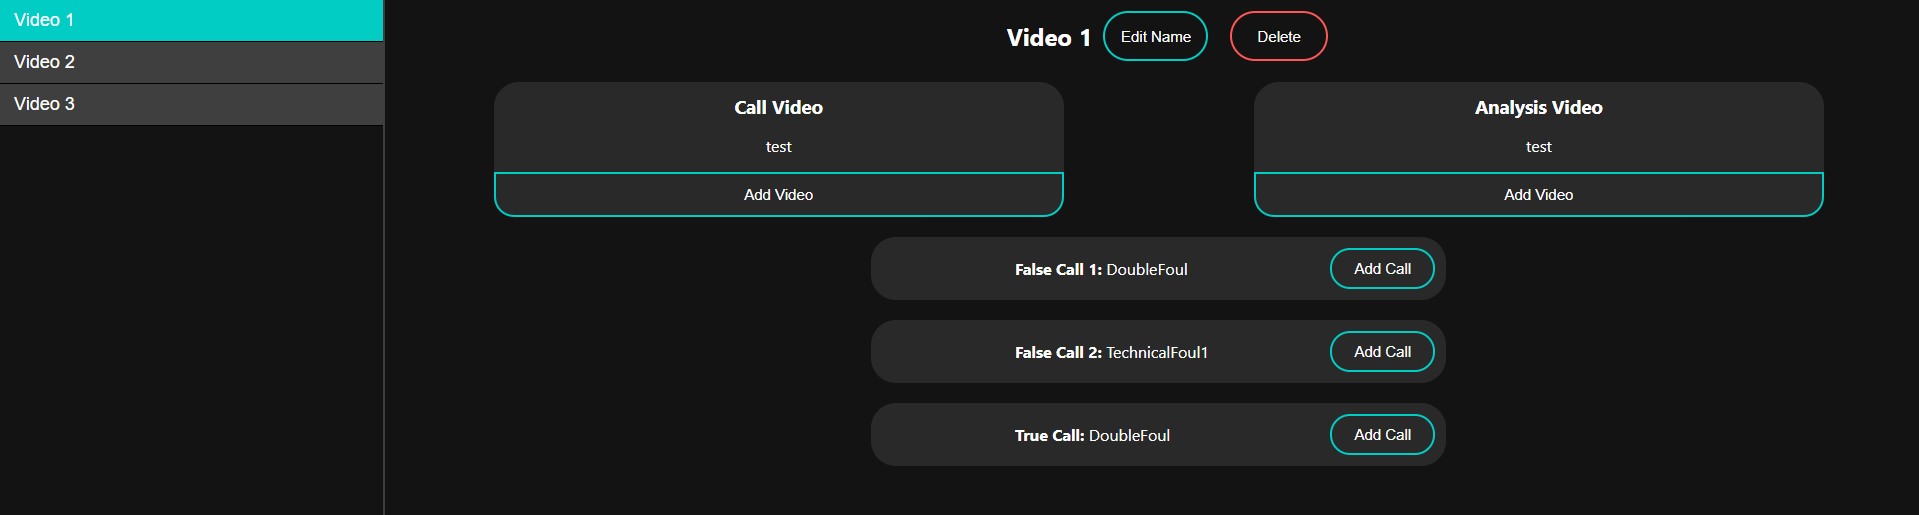 Video 1
Video 2
Video 3
Video 1 Edit Name Delete
Call Video
test
Add Video
Analysis Video
test
Add Video
False Call 1: DoubleFoul Add Call
False Call 2: TechnicalFoul1 Add Call
True Call: DoubleFoul Add Call